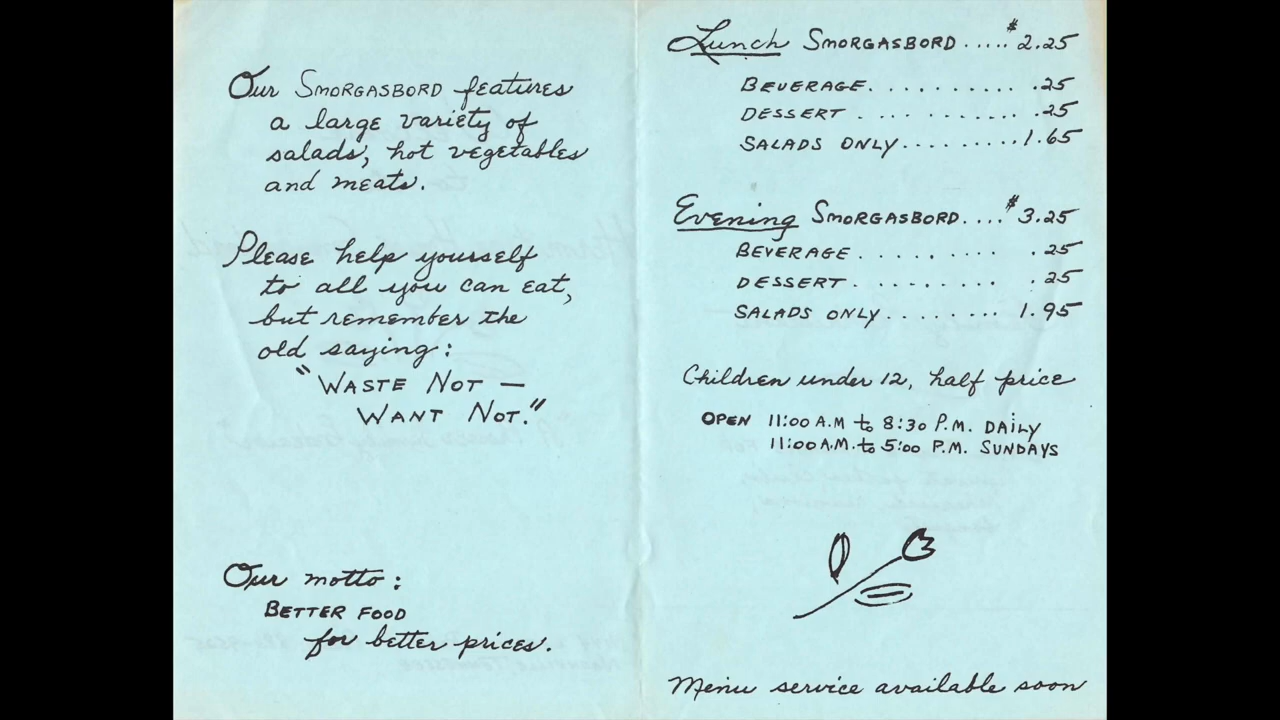 Our SMORGASBORD features
a large variety of
salads, hot vegetables
and meats.
Please help yourself
to all you can eat,
but remember the
old saying:
"WASTE NOT —
WANT NOT."
Our motto:
BETTER FOOD
for better prices.
Lunch SMORGASBORD.....$2.25
BEVERAGE.......... .25
DESSERT .......... .25
SALADS ONLY.........1.65
Evening SMORGASBORD....$3.25
BEVERAGE ........ .25
DESSERT......... .25
SALADS ONLY........ 1.95
Children under 12, half price
OPEN 11:00 A.M to 8:30 P.M. DAILY
11:00 A.M. to 5:00 P.M. SUNDAYS
Menu service available soon